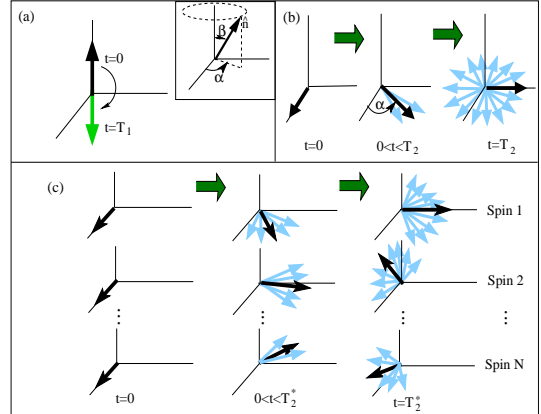 (a)
t=0
t=T₁
β
n̂
α
(b)
α
t=0
0<t<T₂
t=T₂
(c)
Spin 1
Spin 2
⋮ ⋮ ⋮ ⋮
Spin N
t=0
0<t<T₂*
t=T₂*